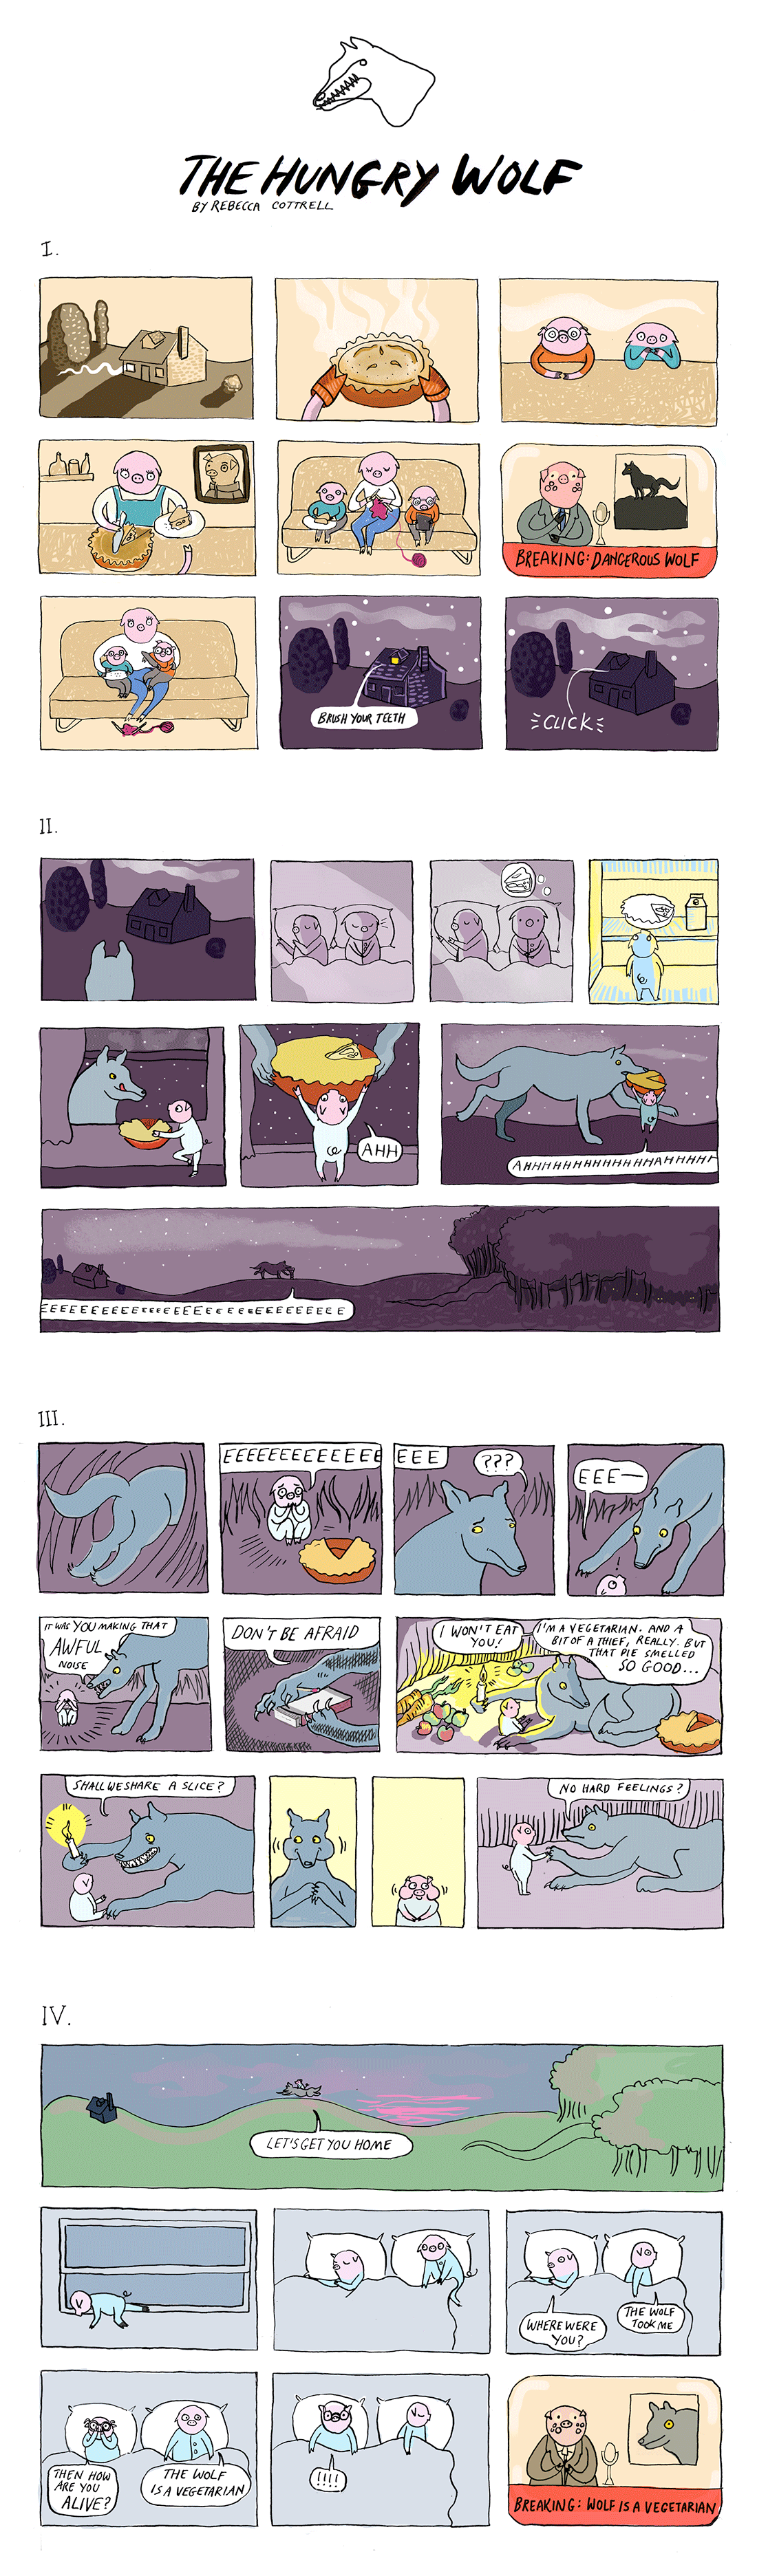 THE HUNGRY WOLF
BY REBECCA COTTRELL
I.
BREAKING: DANGEROUS WOLF
BRUSH YOUR TEETH
CLICK
II.
AHH
AHHHHHHHHHHHHHAHHHHH
EEEEEEEEEEEEEEEEEEEEEEEEEEEEE
III.
EEEEEEEEEEEEEE
EEE
???
EEE—
!
IT WAS YOU MAKING THAT
AWFUL
NOISE
DON'T BE AFRAID
I WON'T EAT
YOU!
I'M A VEGETARIAN. AND A
BIT OF A THIEF, REALLY. BUT
THAT PIE SMELLED
SO GOOD...
SHALL WE SHARE A SLICE?
NO HARD FEELINGS?
IV.
LET'S GET YOU HOME
WHERE WERE
YOU?
THE WOLF
TOOK ME
THEN HOW
ARE YOU
ALIVE?
THE WOLF
IS A VEGETARIAN
!!!!
BREAKING: WOLF IS A VEGETARIAN